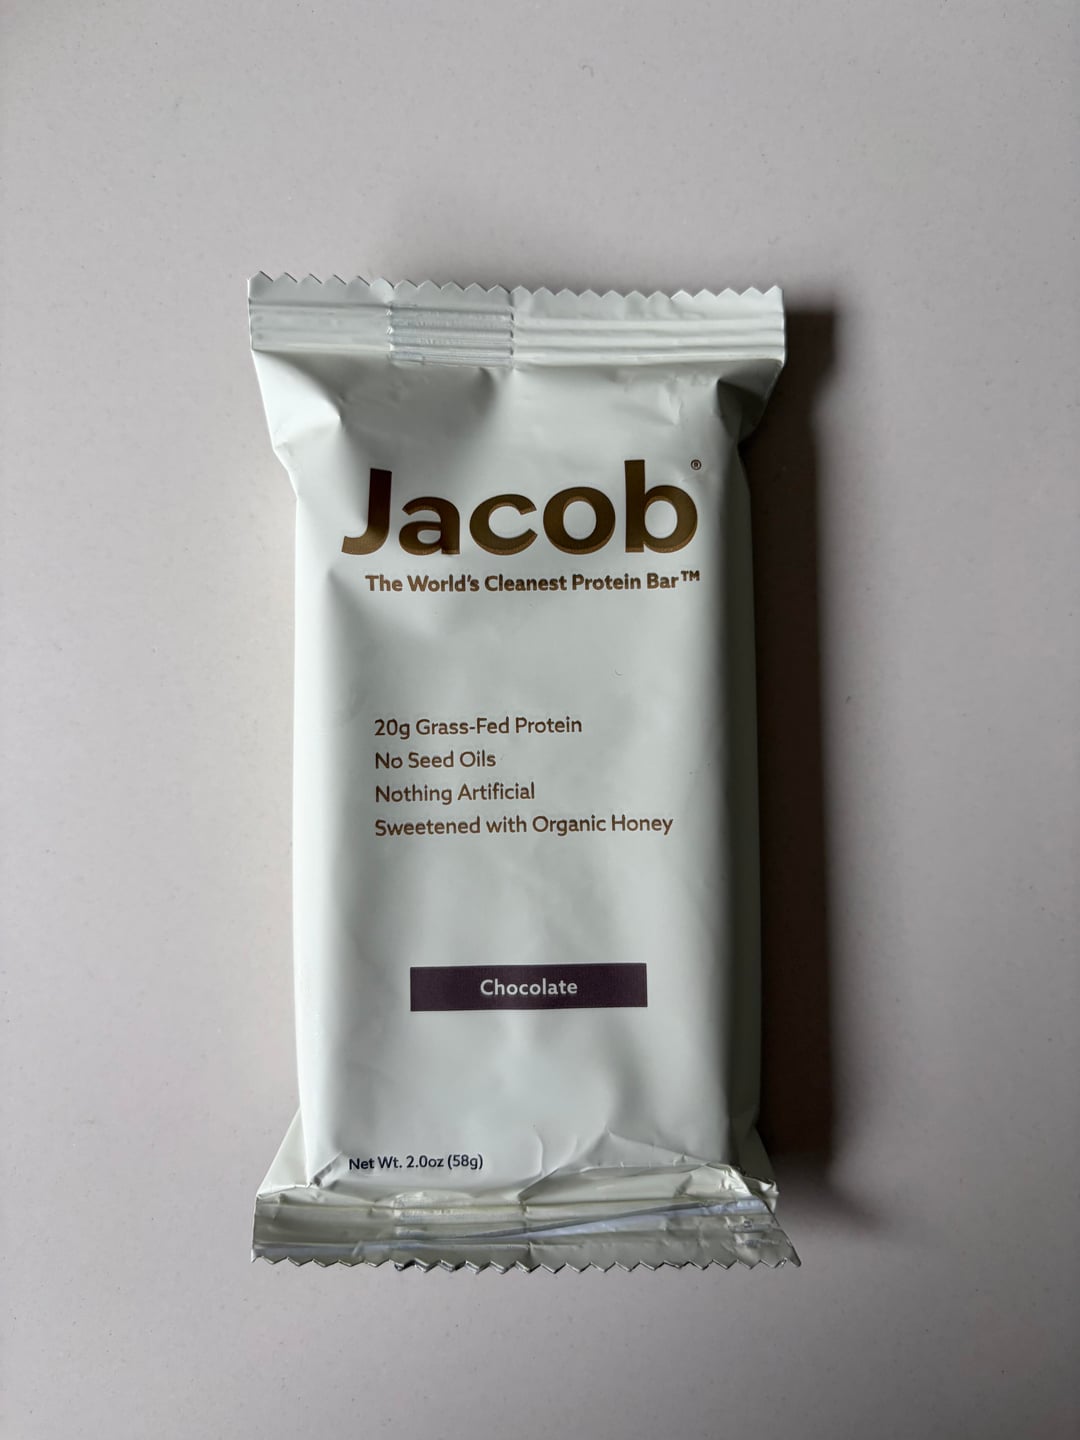 Jacob®
The World's Cleanest Protein Bar™
20g Grass-Fed Protein
No Seed Oils
Nothing Artificial
Sweetened with Organic Honey
Chocolate
Net Wt. 2.0oz (58g)